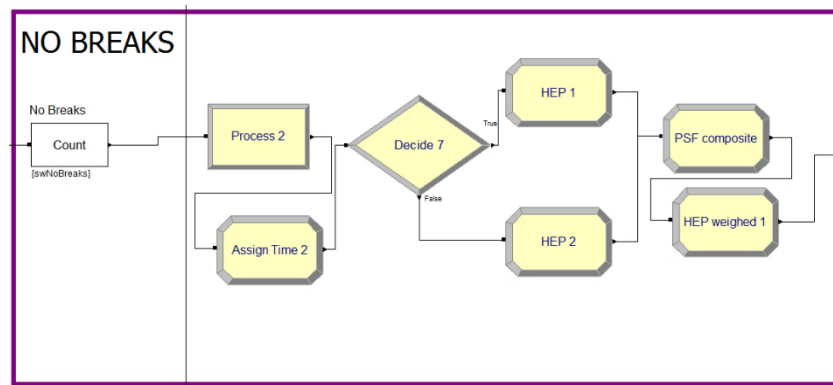 NO BREAKS
No Breaks
Count
[swNoBreaks]
Process 2
Assign Time 2
Decide 7
True
False
HEP 1
HEP 2
PSF composite
HEP weighed 1